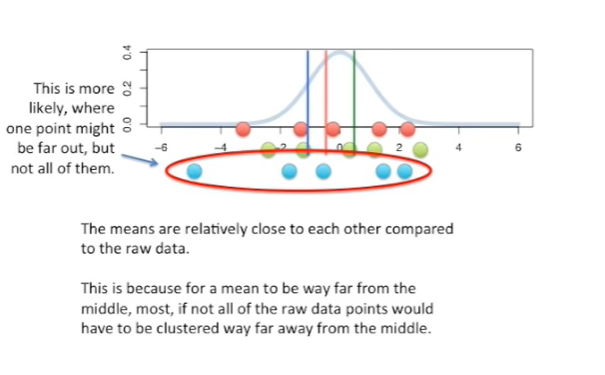 0.4
0.2
0.0
This is more
likely, where
one point might
be far out, but
not all of them.
-6 -4 -2 0 2 4 6
The means are relatively close to each other compared
to the raw data.
This is because for a mean to be way far from the
middle, most, if not all of the raw data points would
have to be clustered way far away from the middle.